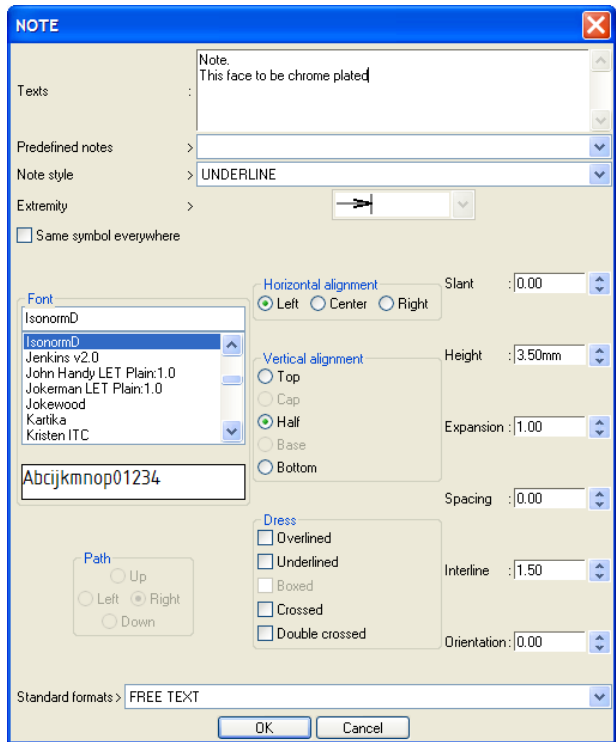 NOTE
Note.
This face to be chrome plated
Texts :
Predefined notes >
Note style > UNDERLINE
Extremity >
Same symbol everywhere
Font
IsonormD
IsonormD
Jenkins v2.0
John Handy LET Plain:1.0
Jokerman LET Plain:1.0
Jokewood
Kartika
Kristen ITC
Abcijkmnop01234
Horizontal alignment
Left Center Right
Vertical alignment
Top
Cap
Half
Base
Bottom
Dress
Overlined
Underlined
Boxed
Crossed
Double crossed
Path
Up
Left Right
Down
Slant : 0.00
Height : 3.50mm
Expansion : 1.00
Spacing : 0.00
Interline : 1.50
Orientation : 0.00
Standard formats > FREE TEXT
OK Cancel